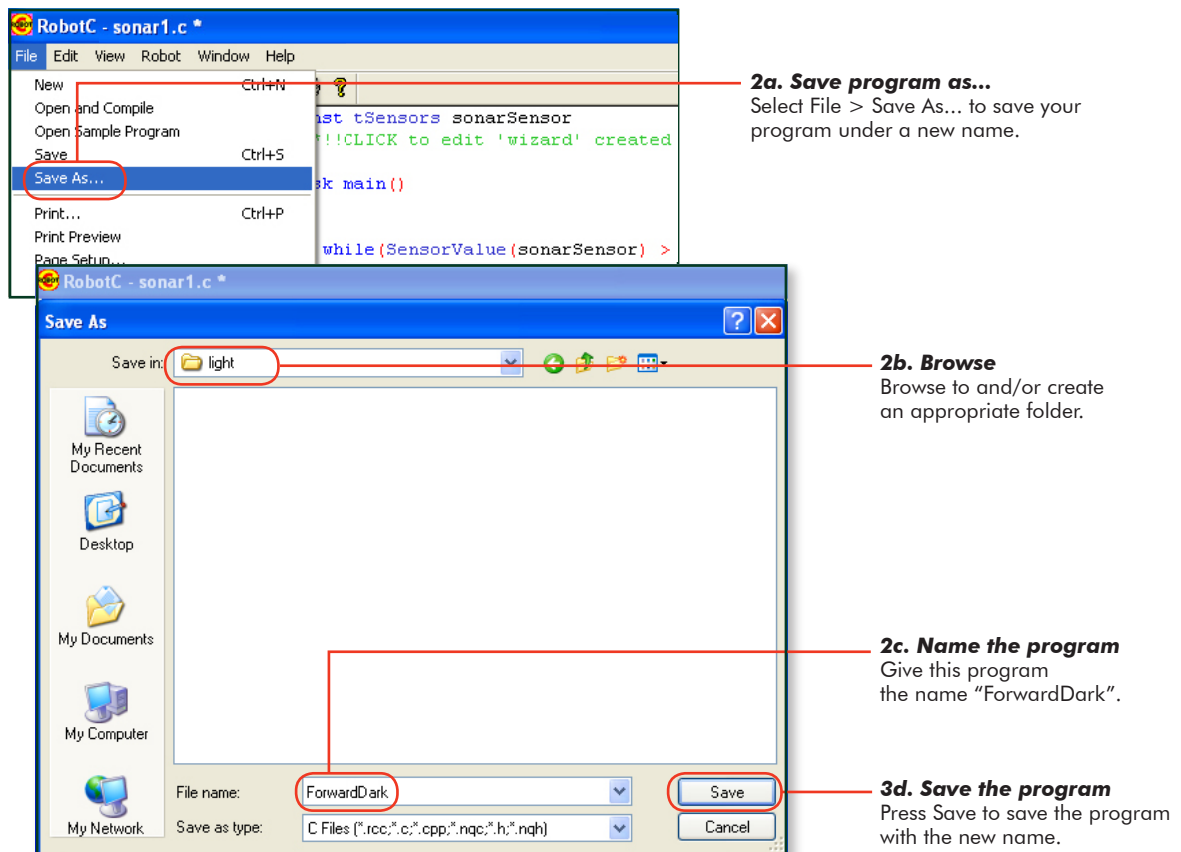 RobotC - sonar1.c *
File Edit View Robot Window Help
New Ctrl+N
Open and Compile
Open Sample Program
Save Ctrl+S
Save As...
Print... Ctrl+P
Print Preview
Page Setup...
nst tSensors sonarSensor
*!!CLICK to edit 'wizard' created
sk main()
while(SensorValue(sonarSensor) >
2a. Save program as...
Select File > Save As... to save your
program under a new name.
RobotC - sonar1.c *
Save As
Save in: light
My Recent
Documents
Desktop
My Documents
My Computer
My Network
File name: ForwardDark
Save as type: C Files (*.rcc;*.c;*.cpp;*.nqc;*.h;*.nqh)
Save
Cancel
2b. Browse
Browse to and/or create
an appropriate folder.
2c. Name the program
Give this program
the name “ForwardDark”.
3d. Save the program
Press Save to save the program
with the new name.